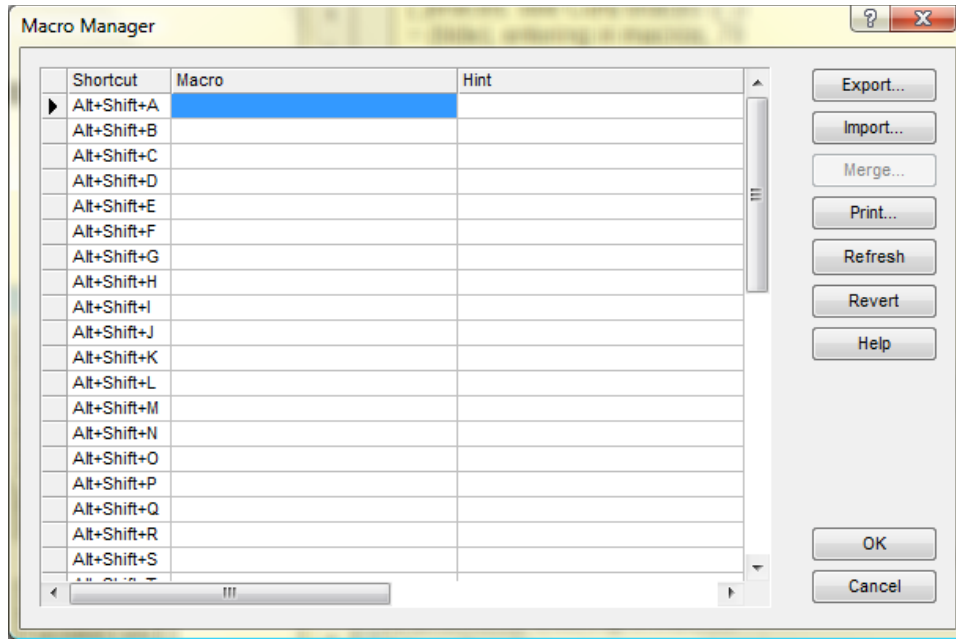 Macro Manager
Shortcut Macro Hint
Alt+Shift+A
Alt+Shift+B
Alt+Shift+C
Alt+Shift+D
Alt+Shift+E
Alt+Shift+F
Alt+Shift+G
Alt+Shift+H
Alt+Shift+I
Alt+Shift+J
Alt+Shift+K
Alt+Shift+L
Alt+Shift+M
Alt+Shift+N
Alt+Shift+O
Alt+Shift+P
Alt+Shift+Q
Alt+Shift+R
Alt+Shift+S
Export...
Import...
Merge...
Print...
Refresh
Revert
Help
OK
Cancel